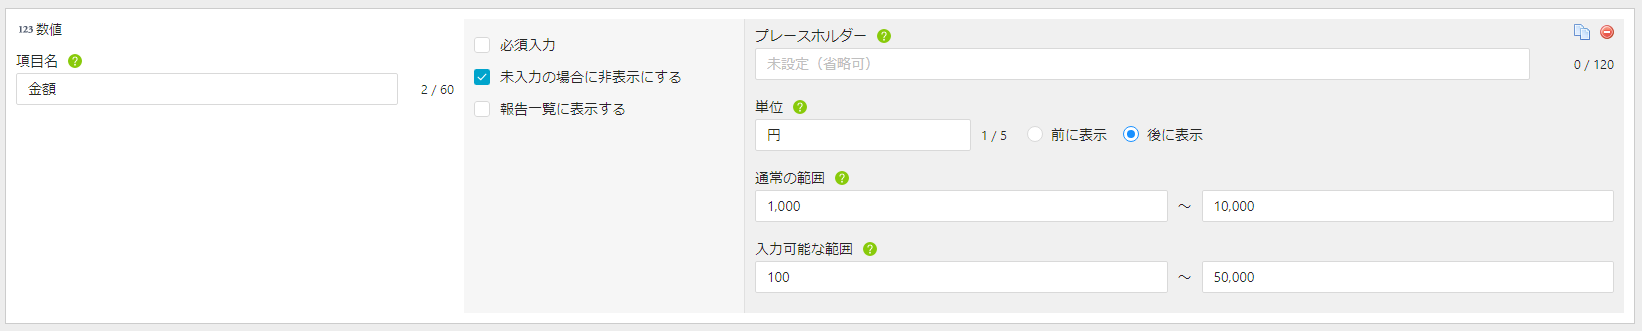 123 数値
項目名 ?
金額
2 / 60
必須入力
未入力の場合に非表示にする
報告一覧に表示する
プレースホルダー ?
未設定（省略可）
0 / 120
単位 ?
円
1 / 5
前に表示
後に表示
通常の範囲 ?
1,000 ～ 10,000
入力可能な範囲 ?
100 ～ 50,000